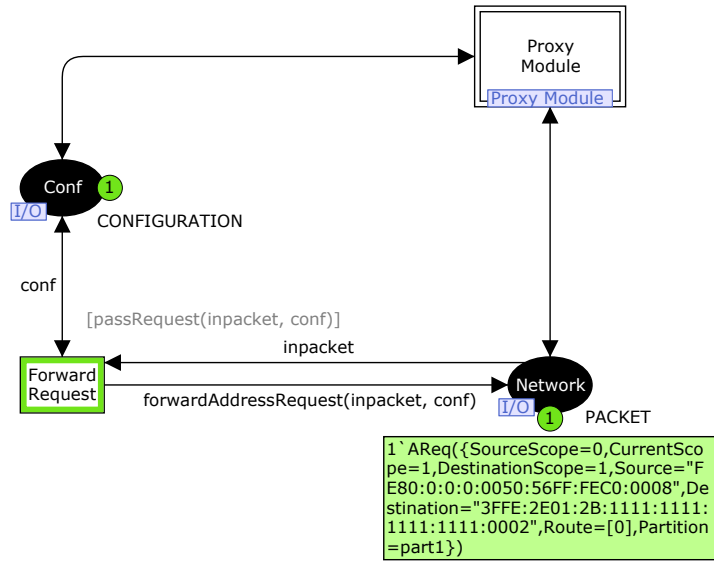 Proxy
Module
Proxy Module
Conf
1
I/O
CONFIGURATION
conf
[passRequest(inpacket, conf)]
inpacket
Forward
Request
forwardAddressRequest(inpacket, conf)
Network
I/O
1
PACKET
1`AReq({SourceScope=0,CurrentSco
pe=1,DestinationScope=1,Source="F
E80:0:0:0:0050:56FF:FEC0:0008",De
stination="3FFE:2E01:2B:1111:1111:
1111:1111:0002",Route=[0],Partition
=part1})